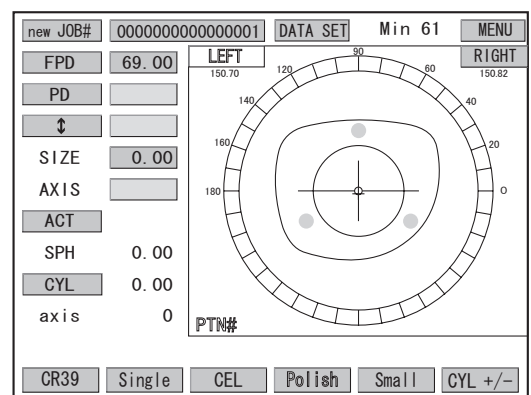 new JOB# 0000000000000001 DATA SET Min 61 MENU
FPD 69.00 LEFT 90 RIGHT
150.70 120 60 150.82
PD
140 40
↕
SIZE 0.00 160 20
AXIS 180 O
ACT
SPH 0.00
CYL 0.00
axis 0 PTN#
CR39 Single CEL Polish Small CYL +/-